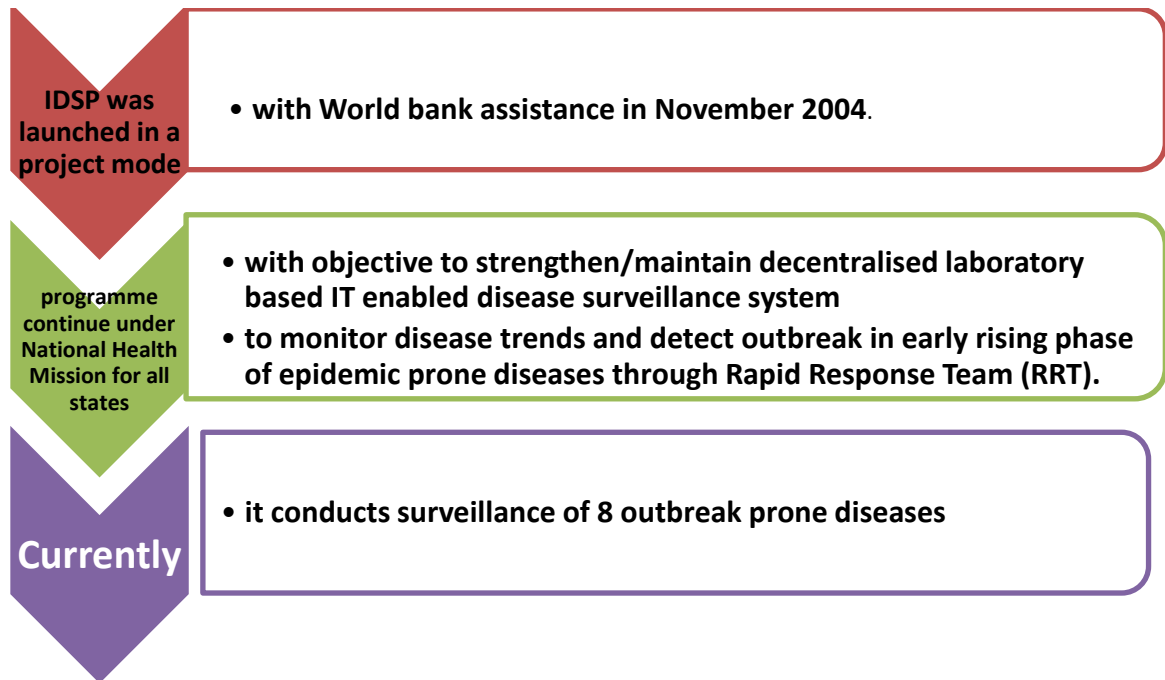 IDSP was
launched in a
project mode
• with World bank assistance in November 2004.
programme
continue under
National Health
Mission for all
states
• with objective to strengthen/maintain decentralised laboratory
based IT enabled disease surveillance system
• to monitor disease trends and detect outbreak in early rising phase
of epidemic prone diseases through Rapid Response Team (RRT).
Currently
• it conducts surveillance of 8 outbreak prone diseases